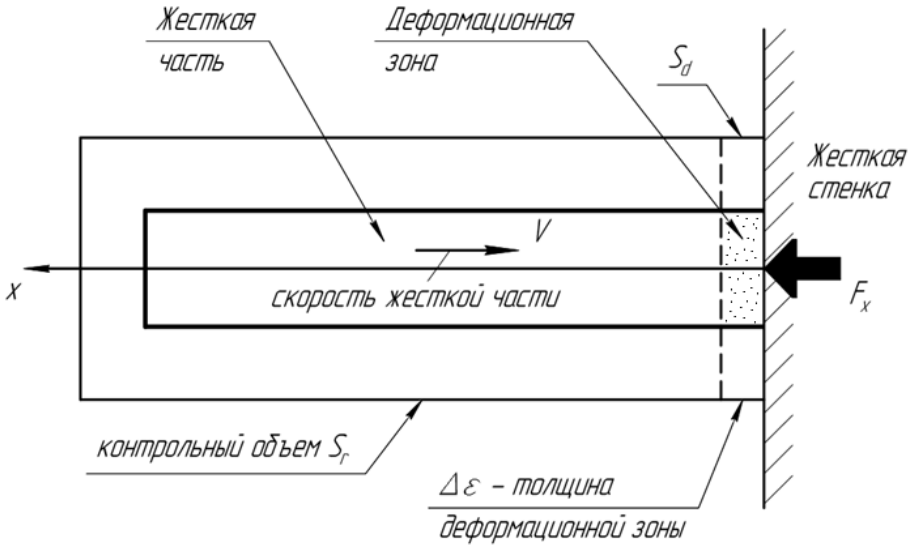 Жесткая
часть
Деформационная
зона
S_d
Жесткая
стенка
V
скорость жесткой части
x
F_x
контрольный объем S_r
Δε – толщина
деформационной зоны